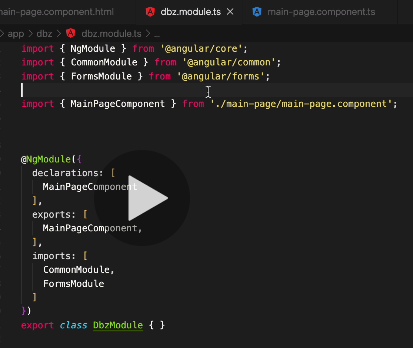 main-page.component.html dbz.module.ts main-page.component.ts
app dbz dbz.module.ts ...
import { NgModule } from '@angular/core';
import { CommonModule } from '@angular/common';
import { FormsModule } from '@angular/forms';
import { MainPageComponent } from './main-page/main-page.component';
@NgModule({
declarations: [
MainPageComponent
],
exports: [
MainPageComponent,
],
imports: [
CommonModule,
FormsModule
]
})
export class DbzModule { }